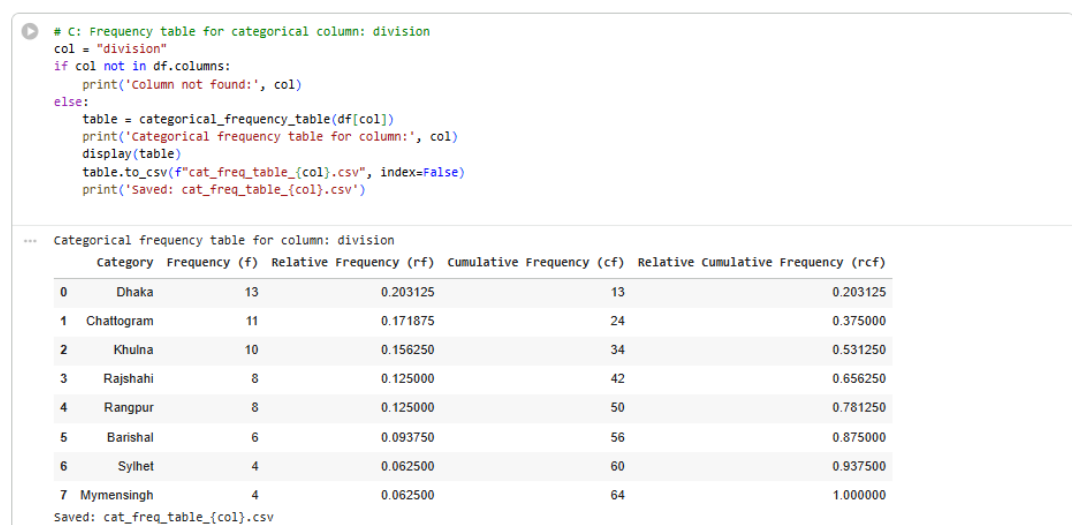 # C: Frequency table for categorical column: division
col = "division"
if col not in df.columns:
    print('Column not found:', col)
else:
    table = categorical_frequency_table(df[col])
    print('Categorical frequency table for column:', col)
    display(table)
    table.to_csv(f"cat_freq_table_{col}.csv", index=False)
    print('Saved: cat_freq_table_{col}.csv')
Categorical frequency table for column: division
Category Frequency (f) Relative Frequency (rf) Cumulative Frequency (cf) Relative Cumulative Frequency (rcf)
0 Dhaka 13 0.203125 13 0.203125
1 Chattogram 11 0.171875 24 0.375000
2 Khulna 10 0.156250 34 0.531250
3 Rajshahi 8 0.125000 42 0.656250
4 Rangpur 8 0.125000 50 0.781250
5 Barishal 6 0.093750 56 0.875000
6 Sylhet 4 0.062500 60 0.937500
7 Mymensingh 4 0.062500 64 1.000000
Saved: cat_freq_table_{col}.csv